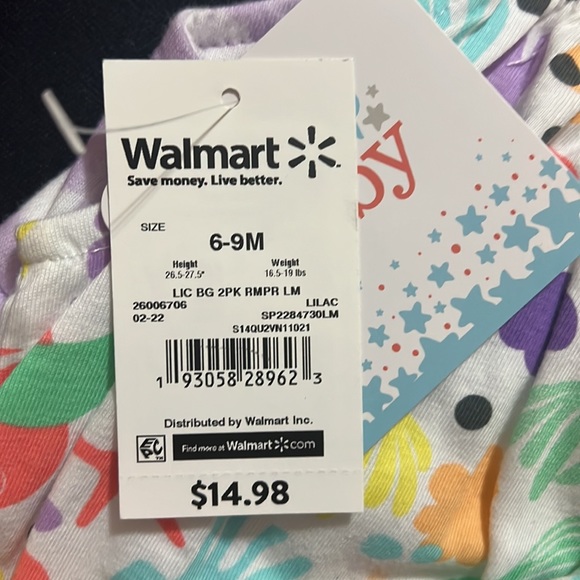 Walmart
Save money. Live better.
by
SIZE
6-9M
Height Weight
26.5-27.5" 16.5-19 lbs
LIC BG 2PK RMPR LM
26006706 LILAC
02-22 SP2284730LM
S14QU2VN11021
1 93058 28962 3
Distributed by Walmart Inc.
Find more at Walmart.com
$14.98